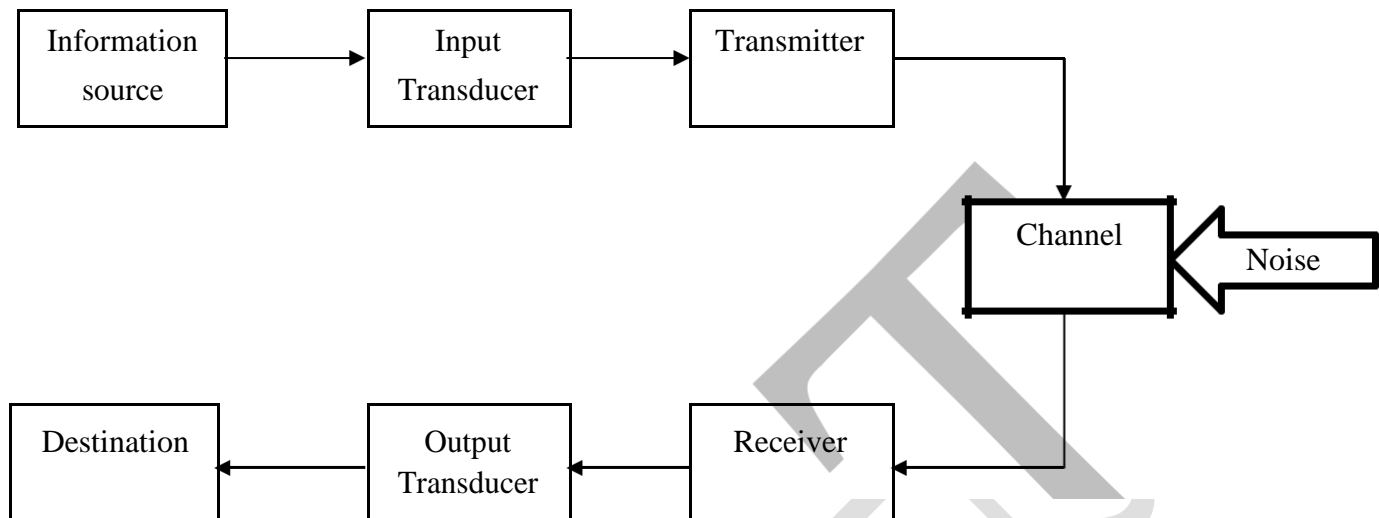 Information
source
Input
Transducer
Transmitter
Channel
Noise
Destination
Output
Transducer
Receiver